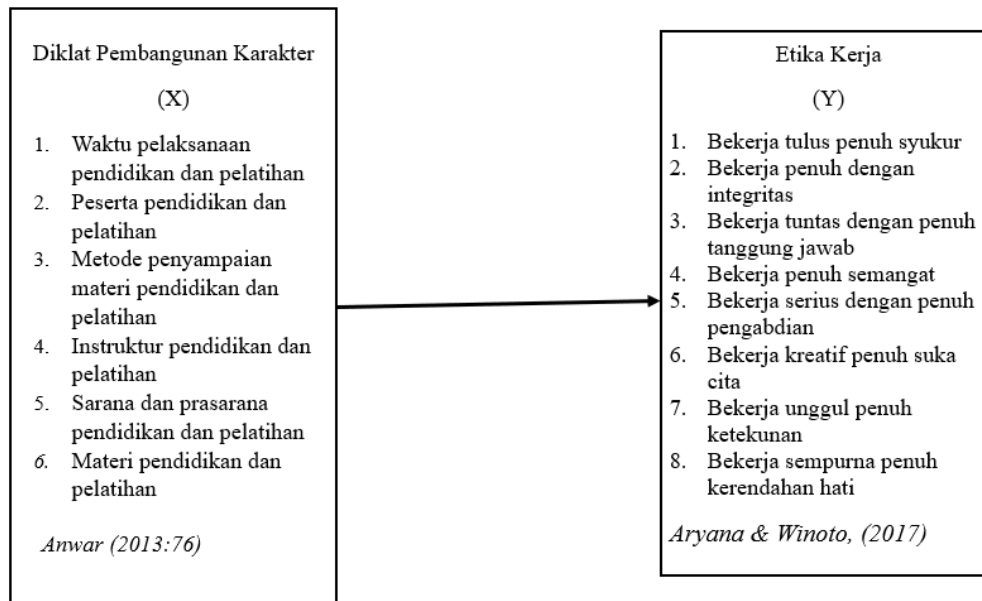 Diklat Pembangunan Karakter
(X)
1. Waktu pelaksanaan
pendidikan dan pelatihan
2. Peserta pendidikan dan
pelatihan
3. Metode penyampaian
materi pendidikan dan
pelatihan
4. Instruktur pendidikan dan
pelatihan
5. Sarana dan prasarana
pendidikan dan pelatihan
6. Materi pendidikan dan
pelatihan
Anwar (2013:76)
Etika Kerja
(Y)
1. Bekerja tulus penuh syukur
2. Bekerja penuh dengan
integritas
3. Bekerja tuntas dengan penuh
tanggung jawab
4. Bekerja penuh semangat
5. Bekerja serius dengan penuh
pengabdian
6. Bekerja kreatif penuh suka
cita
7. Bekerja unggul penuh
ketekunan
8. Bekerja sempurna penuh
kerendahan hati
Aryana & Winoto, (2017)